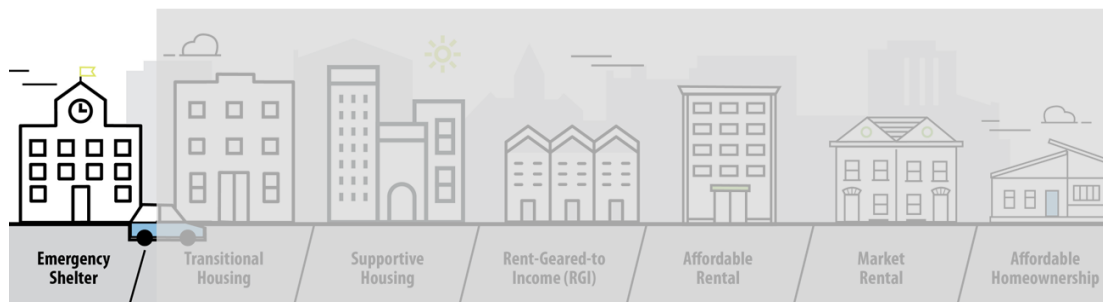 Emergency
Shelter
Transitional
Housing
Supportive
Housing
Rent-Geared-to
Income (RGI)
Affordable
Rental
Market
Rental
Affordable
Homeownership